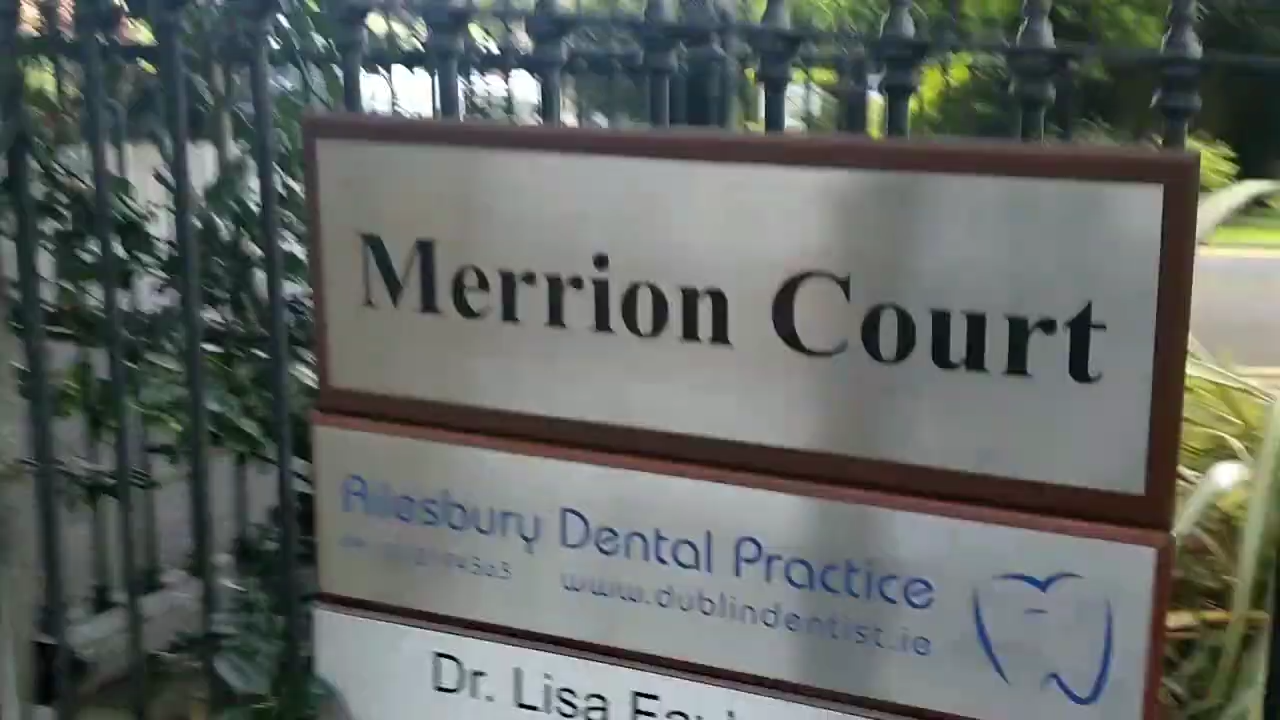 Merrion Court
Ailesbury Dental Practice
www.dublindentist.ie
Dr. Lisa